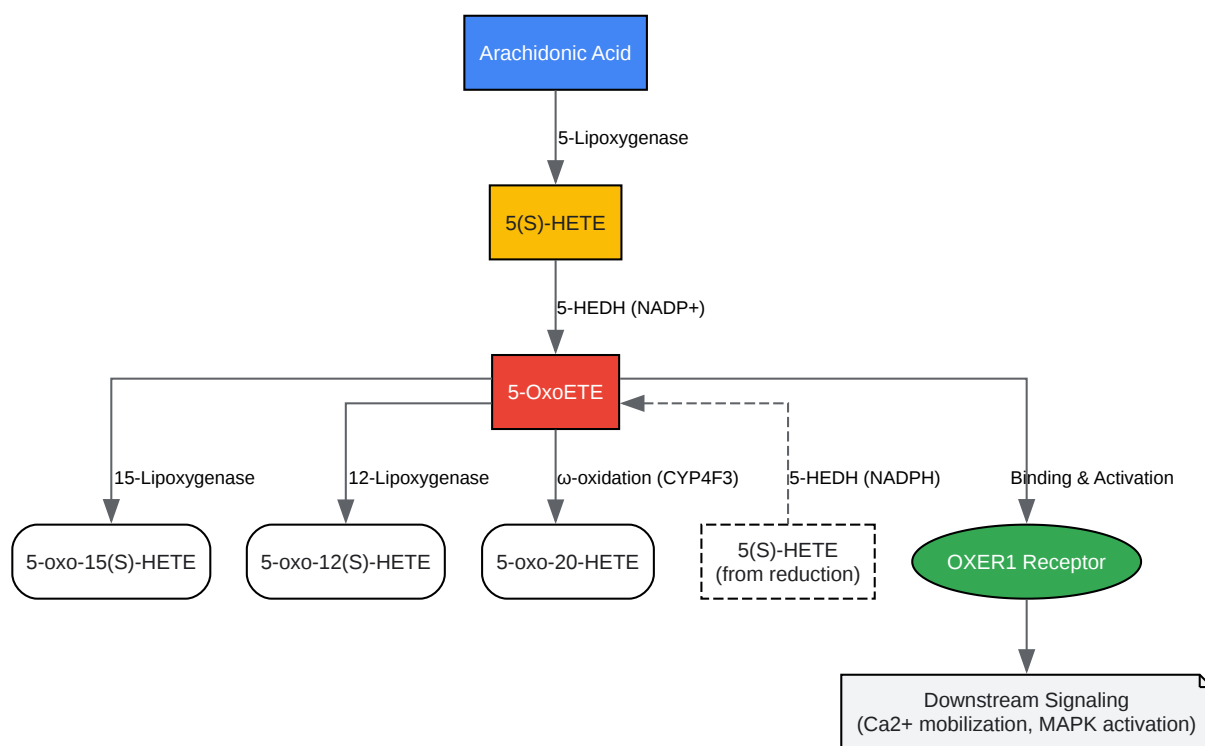 Arachidonic Acid
5-Lipoxygenase
5(S)-HETE
5-HEDH (NADP+)
5-OxoETE
15-Lipoxygenase
12-Lipoxygenase
ω-oxidation (CYP4F3)
5-HEDH (NADPH)
Binding & Activation
5-oxo-15(S)-HETE
5-oxo-12(S)-HETE
5-oxo-20-HETE
5(S)-HETE
(from reduction)
OXER1 Receptor
Downstream Signaling
(Ca2+ mobilization, MAPK activation)